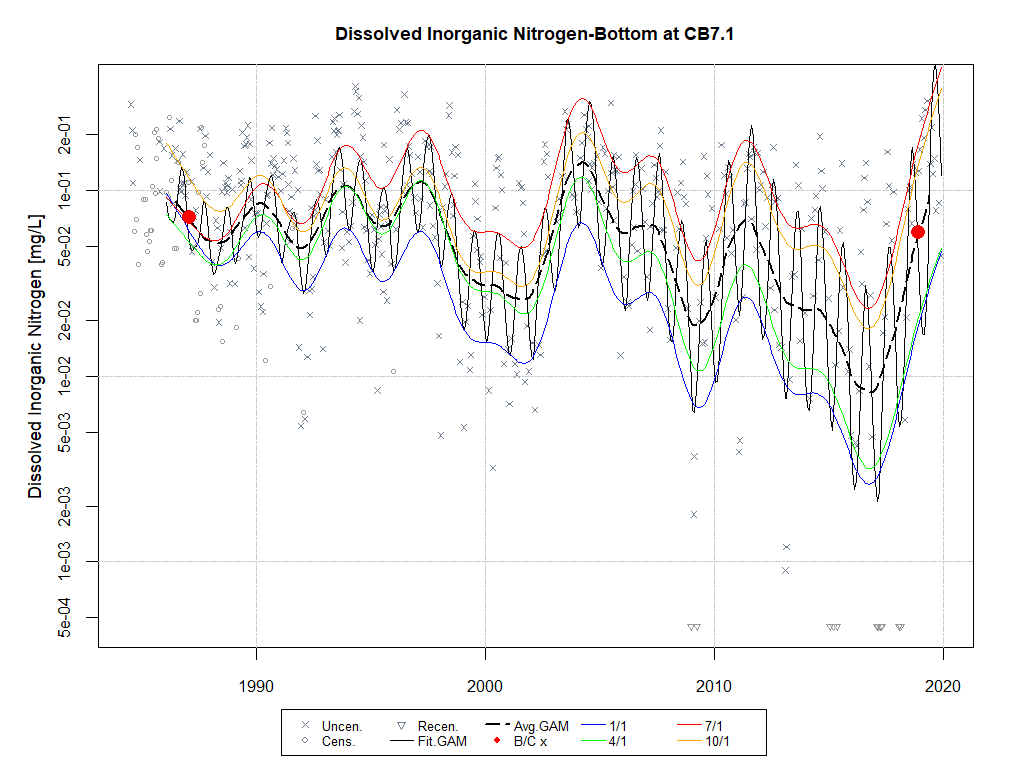 Dissolved Inorganic Nitrogen-Bottom at CB7.1
Dissolved Inorganic Nitrogen [mg/L]
2e-01
1e-01
5e-02
2e-02
1e-02
5e-03
2e-03
1e-03
5e-04
1990 2000 2010 2020
Uncen. Recen. Avg.GAM 1/1 7/1
Cens. Fit.GAM B/C x 4/1 10/1